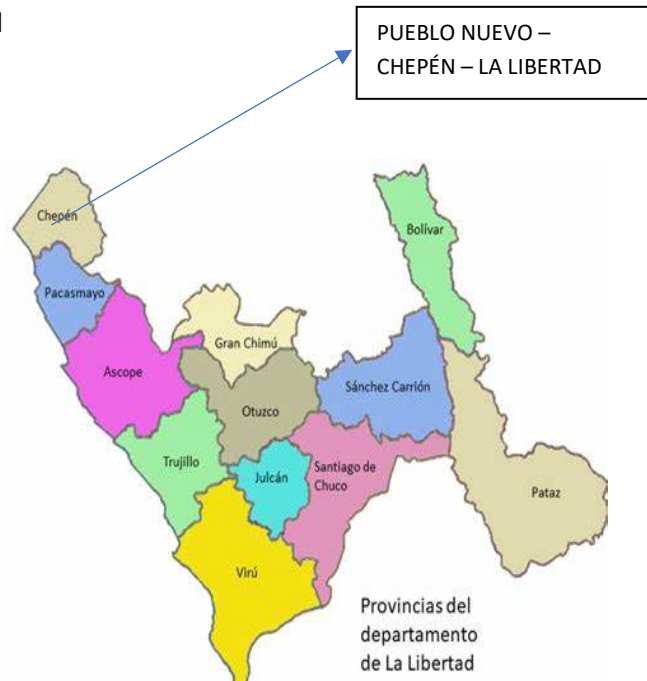 PUEBLO NUEVO –
CHEPÉN – LA LIBERTAD
Chepén
Bolívar
Pacasmayo
Gran Chimú
Ascope
Sánchez Carrión
Otuzco
Trujillo
Julcán
Santiago de
Chuco
Pataz
Virú
Provincias del
departamento
de La Libertad